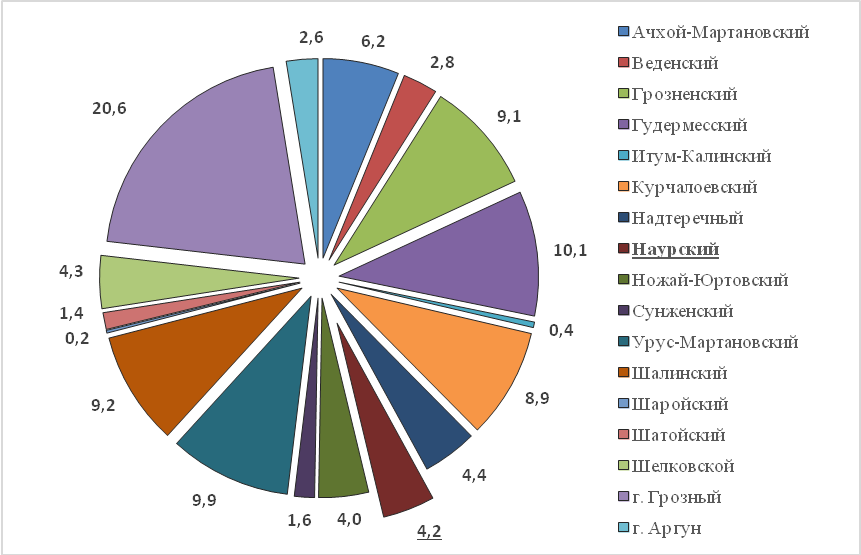 2,6
6,2
2,8
9,1
10,1
0,4
8,9
4,4
4,2
4,0
1,6
9,9
9,2
0,2
1,4
4,3
20,6
Ачхой-Мартановский
Веденский
Грозненский
Гудермесский
Итум-Калинский
Курчалоевский
Надтеречный
Наурский
Ножай-Юртовский
Сунженский
Урус-Мартановский
Шалинский
Шаройский
Шатойский
Шелковской
г. Грозный
г. Аргун